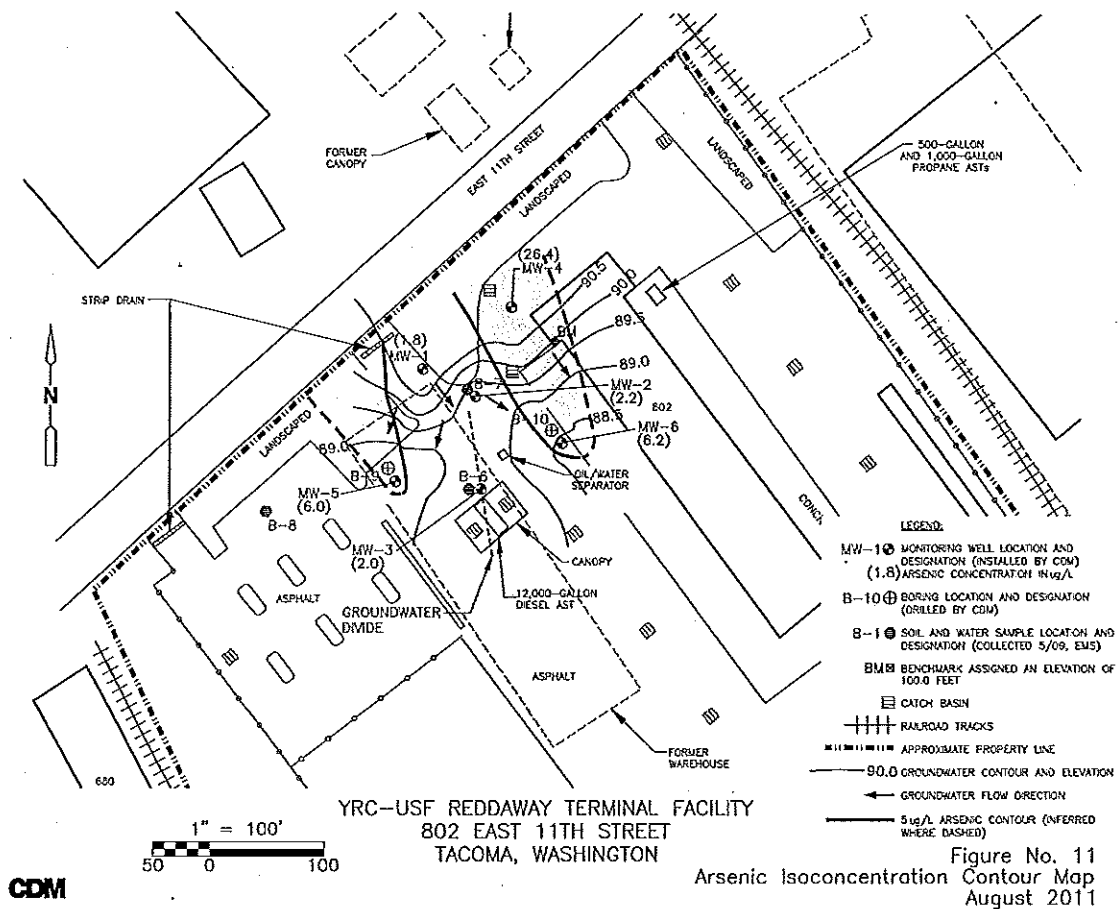 FORMER
CANOPY
EAST 11TH STREET
LANDSCAPED
LANDSCAPED
500-GALLON
AND 1,000-GALLON
PROPANE ASTs
STRIP DRAIN
N
(26.4)
MW-4
90.5
90.0
89.5
89.0
88.5
BM
(1.8)
MW-1
MW-2
(2.2)
802
B-10
MW-6
(6.2)
LANDSCAPED
89.0
B-9
MW-5
(6.0)
B-6
OIL/WATER
SEPARATOR
B-8
MW-3
(2.0)
CANOPY
12,000-GALLON
DIESEL AST
ASPHALT
GROUNDWATER
DIVIDE
ASPHALT
FORMER
WAREHOUSE
680
LEGEND:
MW-1 MONITORING WELL LOCATION AND
DESIGNATION (INSTALLED BY CDM)
(1.8) ARSENIC CONCENTRATION IN ug/L
B-10 BORING LOCATION AND DESIGNATION
(DRILLED BY CDM)
B-1 SOIL AND WATER SAMPLE LOCATION AND
DESIGNATION (COLLECTED 5/09, EMS)
BM BENCHMARK ASSIGNED AN ELEVATION OF
100.0 FEET
CATCH BASIN
RAILROAD TRACKS
APPROXIMATE PROPERTY LINE
90.0 GROUNDWATER CONTOUR AND ELEVATION
GROUNDWATER FLOW DIRECTION
5 ug/L ARSENIC CONTOUR (INFERRED
WHERE DASHED)
YRC-USF REDDAWAY TERMINAL FACILITY
802 EAST 11TH STREET
TACOMA, WASHINGTON
1" = 100'
50 0 100
CDM
Figure No. 11
Arsenic Isoconcentration Contour Map
August 2011